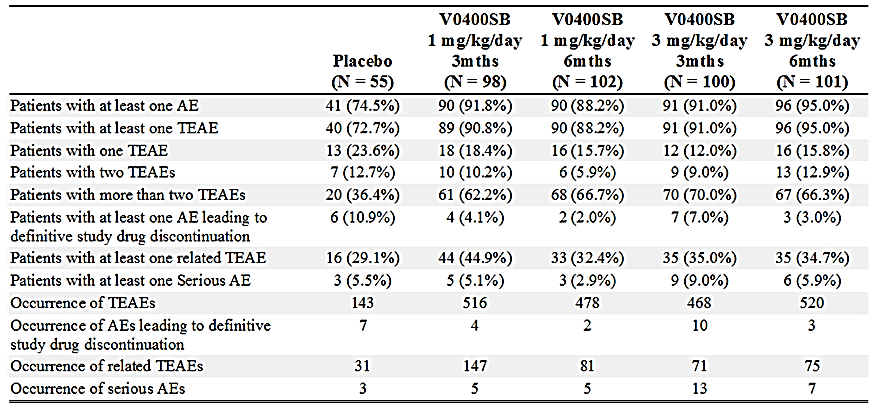 Placebo (N = 55) V0400SB 1 mg/kg/day 3mths (N = 98) V0400SB 1 mg/kg/day 6mths (N = 102) V0400SB 3 mg/kg/day 3mths (N = 100) V0400SB 3 mg/kg/day 6mths (N = 101)
Patients with at least one AE 41 (74.5%) 90 (91.8%) 90 (88.2%) 91 (91.0%) 96 (95.0%)
Patients with at least one TEAE 40 (72.7%) 89 (90.8%) 90 (88.2%) 91 (91.0%) 96 (95.0%)
Patients with one TEAE 13 (23.6%) 18 (18.4%) 16 (15.7%) 12 (12.0%) 16 (15.8%)
Patients with two TEAEs 7 (12.7%) 10 (10.2%) 6 (5.9%) 9 (9.0%) 13 (12.9%)
Patients with more than two TEAEs 20 (36.4%) 61 (62.2%) 68 (66.7%) 70 (70.0%) 67 (66.3%)
Patients with at least one AE leading to 6 (10.9%) 4 (4.1%) 2 (2.0%) 7 (7.0%) 3 (3.0%)
definitive study drug discontinuation
Patients with at least one related TEAE 16 (29.1%) 44 (44.9%) 33 (32.4%) 35 (35.0%) 35 (34.7%)
Patients with at least one Serious AE 3 (5.5%) 5 (5.1%) 3 (2.9%) 9 (9.0%) 6 (5.9%)
Occurrence of TEAEs 143 516 478 468 520
Occurrence of AEs leading to definitive 7 4 2 10 3
study drug discontinuation
Occurrence of related TEAEs 31 147 81 71 75
Occurrence of serious AEs 3 5 5 13 7